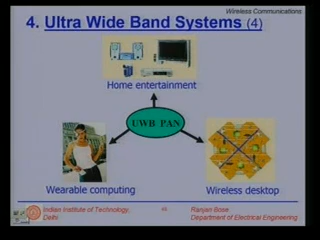 Wireless Communications
4. Ultra Wide Band Systems (4)
Home entertainment
UWB PAN
Wearable computing
Wireless desktop
Indian Institute of Technology,
Delhi
Ranjan Bose
Department of Electrical Engineering